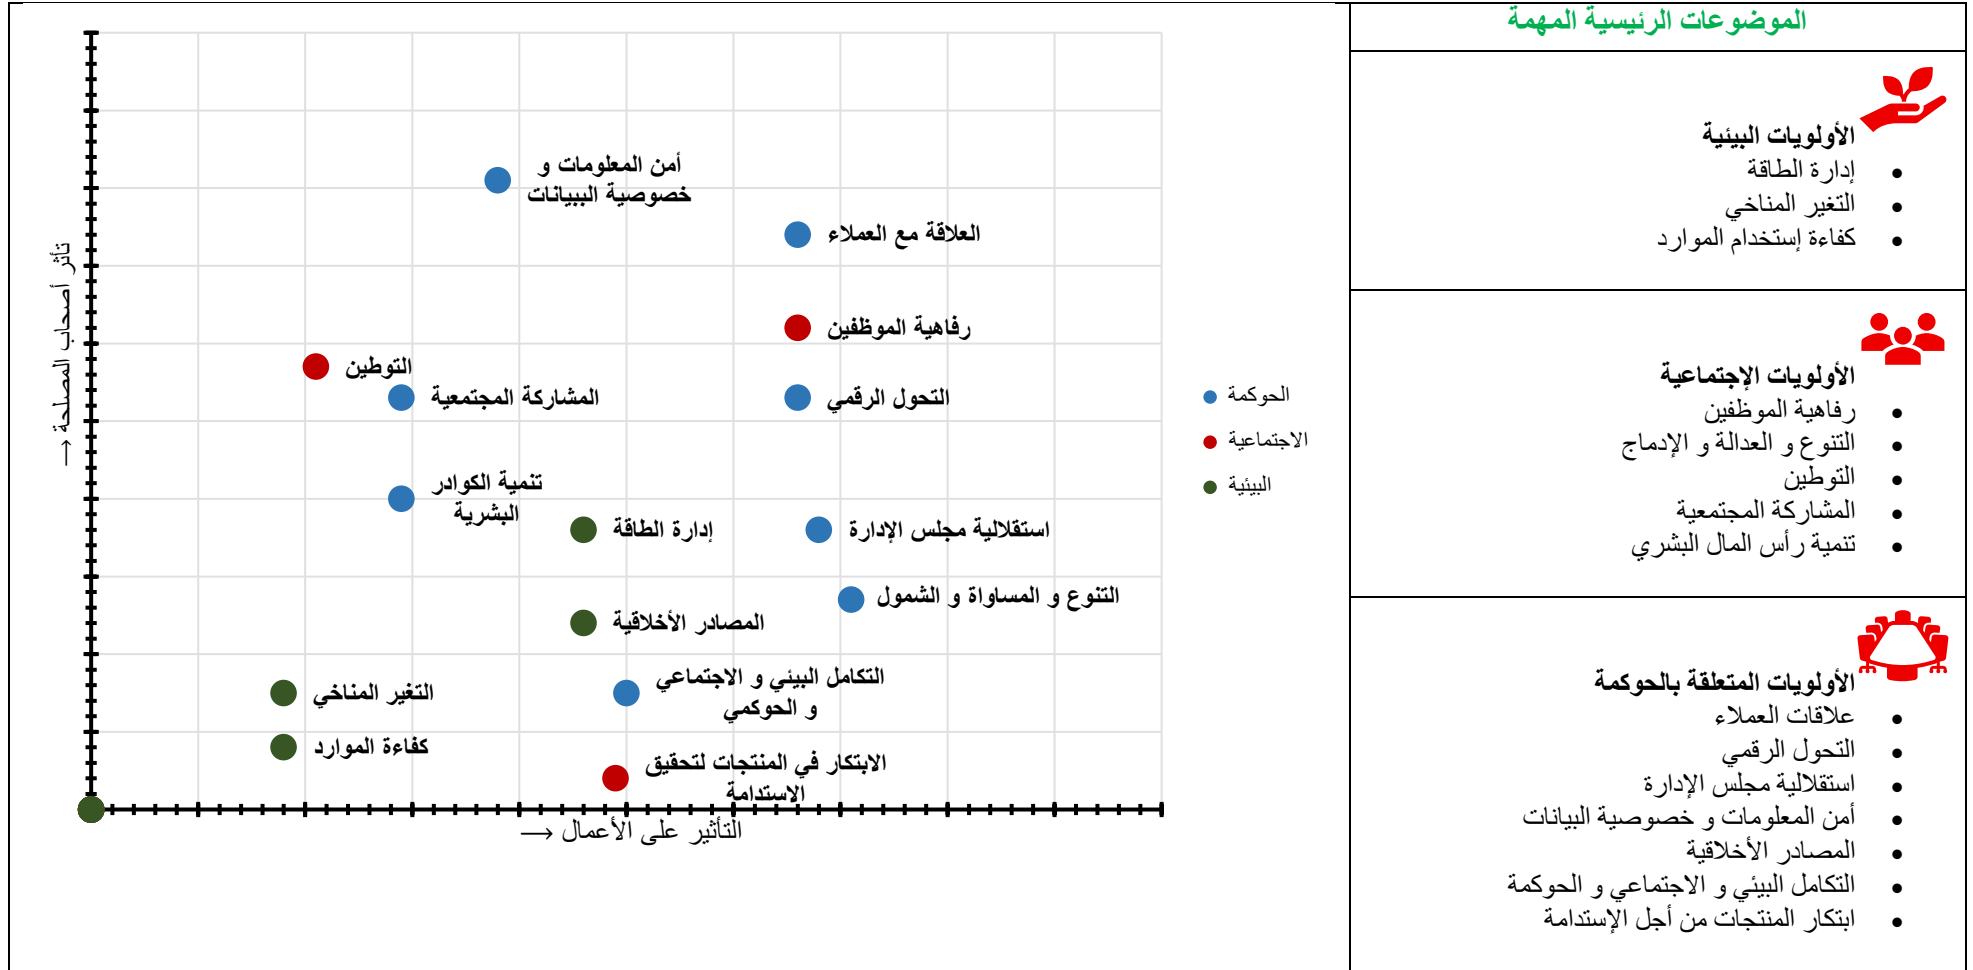 الموضوعات الرئيسية المهمة
الأولويات البيئية
• إدارة الطاقة
• التغير المناخي
• كفاءة إستخدام الموارد
الأولويات الإجتماعية
• رفاهية الموظفين
• التنوع و العدالة و الإدماج
• التوطين
• المشاركة المجتمعية
• تنمية رأس المال البشري
الأولويات المتعلقة بالحوكمة
• علاقات العملاء
• التحول الرقمي
• استقلالية مجلس الإدارة
• أمن المعلومات و خصوصية البيانات
• المصادر الأخلاقية
• التكامل البيئي و الاجتماعي و الحوكمة
• ابتكار المنتجات من أجل الإستدامة
تأثر أصحاب المصلحة →
أمن المعلومات و
خصوصية الببيانات
العلاقة مع العملاء
رفاهية الموظفين
التوطين
المشاركة المجتمعية
التحول الرقمي
تنمية الكوادر
البشرية
إدارة الطاقة
استقلالية مجلس الإدارة
التنوع و المساواة و الشمول
المصادر الأخلاقية
التكامل البيئي و الاجتماعي
و الحوكمي
التغير المناخي
كفاءة الموارد
الابتكار في المنتجات لتحقيق
الاستدامة
التأثير على الأعمال →
الحوكمة
الاجتماعية
البيئية